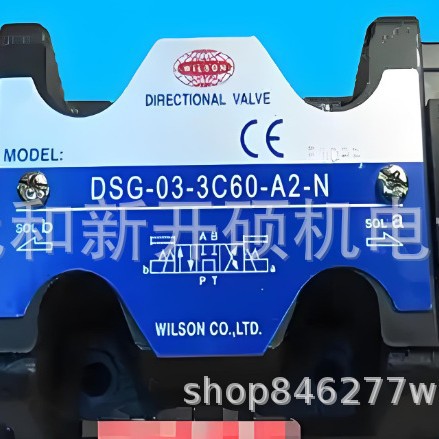 WILSON
DIRECTIONAL VALVE
CE
MODEL:
DSG-03-3C60-A2-N
和新开硕机电
SOL b
SOL a
A B
b
a
P T
WILSON CO.,LTD.
shop846277w